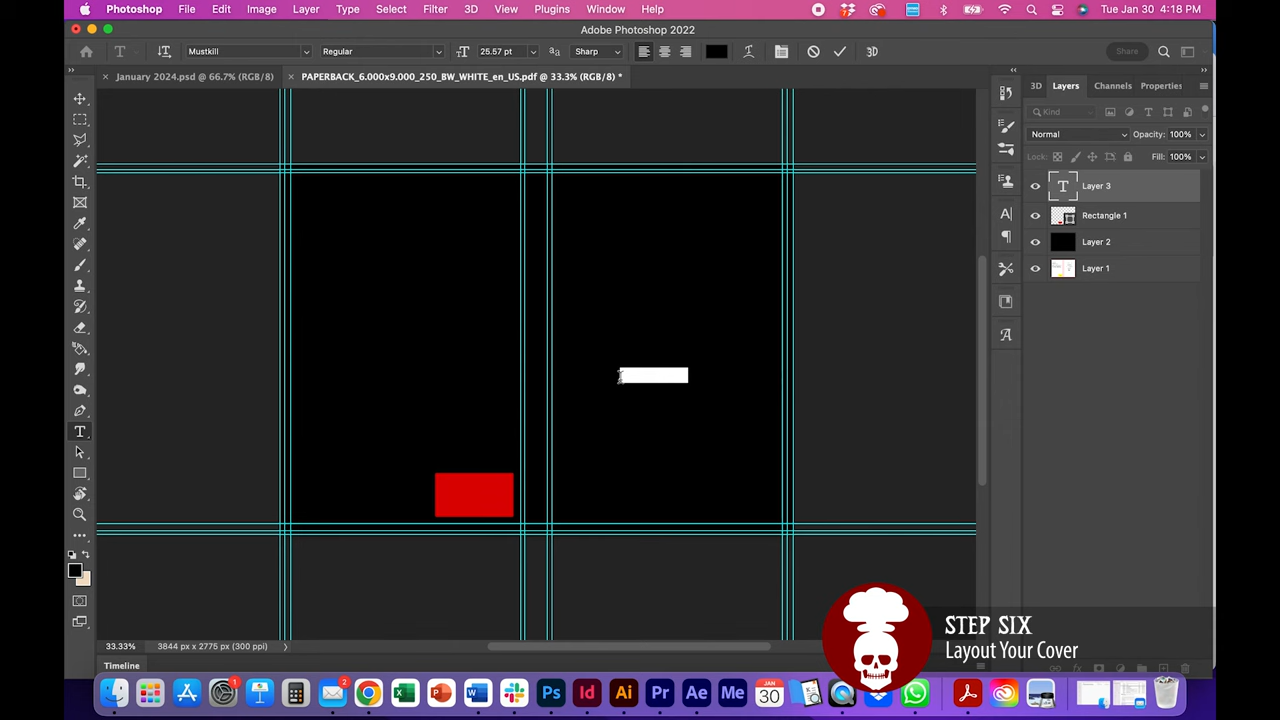 Photoshop File Edit Image Layer Type Select Filter 3D View Plugins Window Help Tue Jan 30 4:18 PM
Adobe Photoshop 2022
Mustkill Regular 25.57 pt Sharp 3D Share
January 2024.psd @ 66.7% (RGB/8) PAPERBACK_6.000x9.000_250_BW_WHITE_en_US.pdf @ 33.3% (RGB/8) *
3D Layers Channels Properties
Kind
Normal Opacity: 100%
Lock: Fill: 100%
Layer 3
Rectangle 1
Layer 2
Layer 1
STEP SIX
Layout Your Cover
33.33% 3844 px x 2775 px (300 ppi)
Timeline